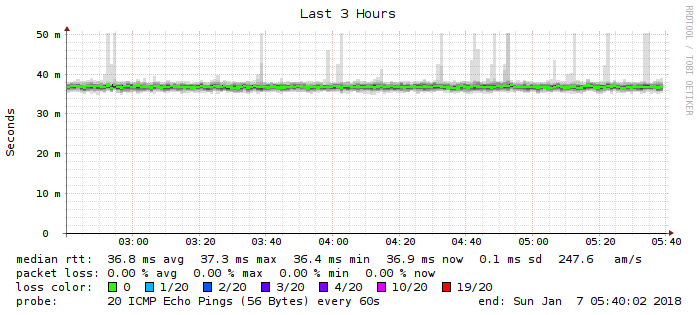 Last 3 Hours
RRDTOOL / TOBI OETIKER
Seconds
50 m
40 m
30 m
20 m
10 m
0
03:00 03:20 03:40 04:00 04:20 04:40 05:00 05:20 05:40
median rtt: 36.8 ms avg 37.3 ms max 36.4 ms min 36.9 ms now 0.1 ms sd 247.6 am/s
packet loss: 0.00 % avg 0.00 % max 0.00 % min 0.00 % now
loss color: 0 1/20 2/20 3/20 4/20 10/20 19/20
probe: 20 ICMP Echo Pings (56 Bytes) every 60s end: Sun Jan 7 05:40:02 2018